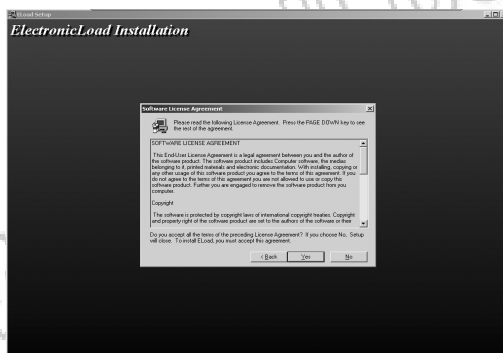 ELoad Setup
ElectronicLoad Installation
Software License Agreement
Please read the following License Agreement. Press the PAGE DOWN key to see
the rest of the agreement.
SOFTWARE LICENSE AGREEMENT
This End-User License Agreement is a legal agreement between you and the author of
the software product. The software product includes Computer software, the medias
belonging to it, printed materials and electronic documentation. With installing, copying or
any other usage of this software product you agree to the terms of this agreement. If you
do not agree to the terms of this agreement you are not allowed to use or copy this
software product. Further you are engaged to remove the software product from you
computer.
Copyright
The software is protected by copyright laws of international copyright treaties. Copyright
and property right of the software product are set to the authors of the software or their
Do you accept all the terms of the preceding License Agreement? If you choose No, Setup
will close. To install ELoad, you must accept this agreement.
< Back Yes No